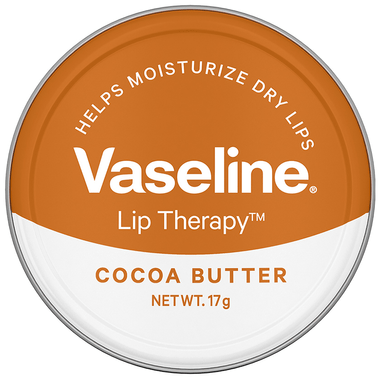 HELPS MOISTURIZE DRY LIPS
Vaseline®
Lip Therapy™
COCOA BUTTER
NET WT. 17g